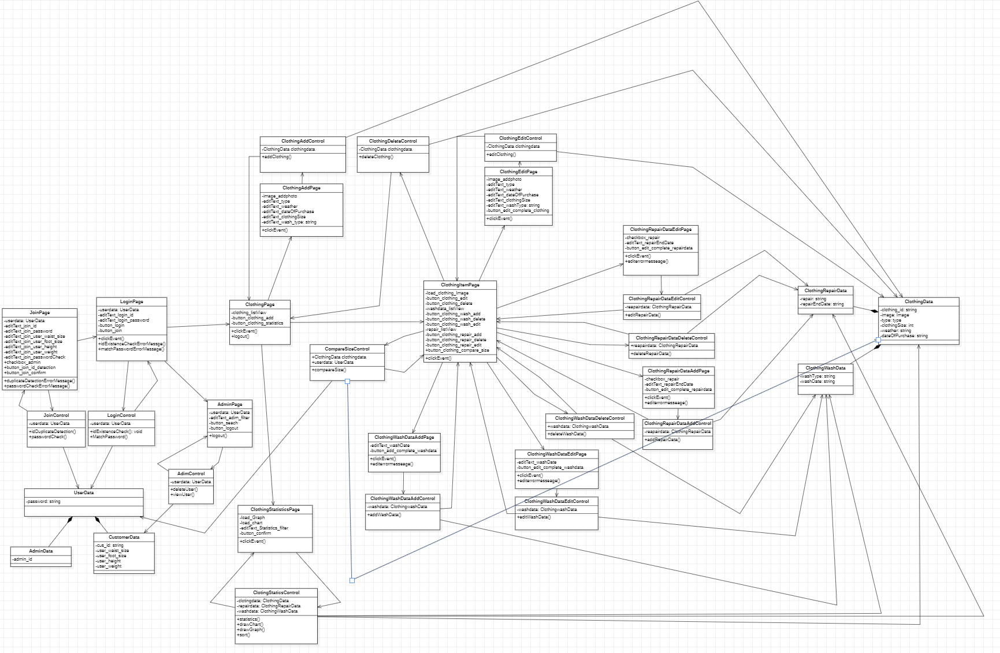 ClothingAddControl
-ClothingData clothingdata
+addClothing()
ClothingDeleteControl
-ClothingData clothingdata
+deleteClothing()
ClothingEditControl
-ClothingData clothingdata
+editClothing()
ClothingAddPage
-image_addphoto
-editText_type
-editText_weather
-editText_dateOfPurchase
-editText_clothingSize
-editText_wash_type: string
+clickEvent()
ClothingEditPage
-image_addphoto
-editText_type
-editText_weather
-editText_dateOfPurchase
-editText_clothingSize
-editText_washType: string
-button_edit_complete_clothing
+clickEvent()
ClothingRepairDataEditPage
-checkbox_repair
-editText_repairEndDate
-button_edit_complete_repairdata
+clickEvent()
+editerrormesseage()
JoinPage
-userdata: UserData
-editText_join_id
-editText_join_password
-editText_join_user_waist_size
-editText_join_user_foot_size
-editText_join_user_height
-editText_join_user_weight
-editText_join_passwordCheck
+checkbox_admin
+button_join_id_detection
+button_join_confirm
+duplicateDetectionErrorMessage()
+passwordCheckErrorMessage()
LoginPage
-userdata: UserData
-editText_login_id
-editText_login_password
-button_login
-button_join
+clickEvent()
+idExistenceCheckErrorMessge()
+matchPasswordErrorMessage()
ClothingPage
-clothing_listView
-button_clothing_add
-button_clothing_statistics
+clickEvent()
+logout()
ClothingItemPage
-load_clothing_Image
-button_clothing_edit
-button_clothing_delete
-washdata_listView
-button_clothing_wash_add
-button_clothing_wash_delete
-button_clothing_wash_edit
-repair_listView
-button_clothing_repair_add
-button_clothing_repair_delete
-button_clothing_repair_edit
+button_clothing_compare_size
+clickEvent()
ClothingRepairDataEditControl
-repairdata: ClothingRepairData
+editRepairData()
ClothingRepairData
-repair: string
-repairEndDate: string
ClothingData
-clothing_id: string
-image: Image
-type: type
-clothingSize: int
-weather: string
-dateOfPurchase: string
CompareSizeControl
+ClothingData clothingdata
+userdata: UserData
+compeareSize()
ClothingRepairDataDeleteControl
+reapairdata: ClothingRepairData
+deleteRepairData()
ClothingRepairDataAddPage
-checkbox_repair
-editText_repairEndDate
-button_edit_complete_repairdata
+clickEvent()
+editerrormesseage()
ClothingWashData
-washType: string
-washDate: string
JoinControl
-userdata: UserData
+idDuplicateDetection()
+passwordCheck()
LoginControl
-userdata: UserData
+idExistenceCheck(): void
+MatchPassword()
AdminPage
-userdata: UserData
-editText_adim_filter
-button_seach
-button_logout
+logout()
ClothingWashDataDeleteControl
+washdata: ClothingwashData
+deleteWashData()
ClothingRepairDataAddControl
-reapairdata: ClothingRepairData
+addRepairData()
ClothingWashDataAddPage
-editText_washDate
-button_add_complete_washdata
+clickEvent()
+editerrormesseage()
ClothingWashDataEditPage
-editText_washDate
-button_edit_complete_washdata
+clickEvent()
+editerrormesseage()
AdimControl
-userdata: UserData
+deleteUser()
+viewUser()
UserData
-password: string
ClothingWashDataAddControl
-washdata: ClothingwashData
+addWashData()
ClothingWashDataEditControl
-washdata: ClothingwashData
+editWashData()
ClothingStatisticsPage
-load_Graph
-load_chart
-editText_Statistics_filter
-button_confirm
+clickEvent()
AdminData
-admin_id
CustomerData
-cus_id: string
-user_waist_size
-user_foot_size
-user_height
-user_weight
ClotingStaticsControl
-clotingdata: ClothingData
-repairdata: ClothingRepairData
-washdata: ClothingWashData
+statistics()
+drawChart()
+drawGraph()
+sort()